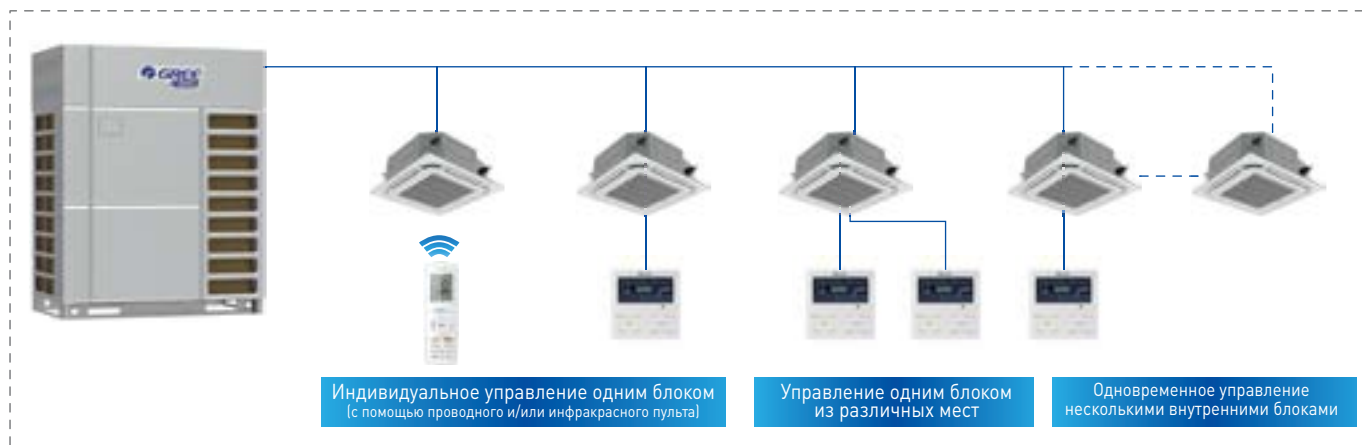 GREE
Индивидуальное управление одним блоком
(с помощью проводного и/или инфракрасного пульта)
Управление одним блоком
из различных мест
Одновременное управление
несколькими внутренними блоками